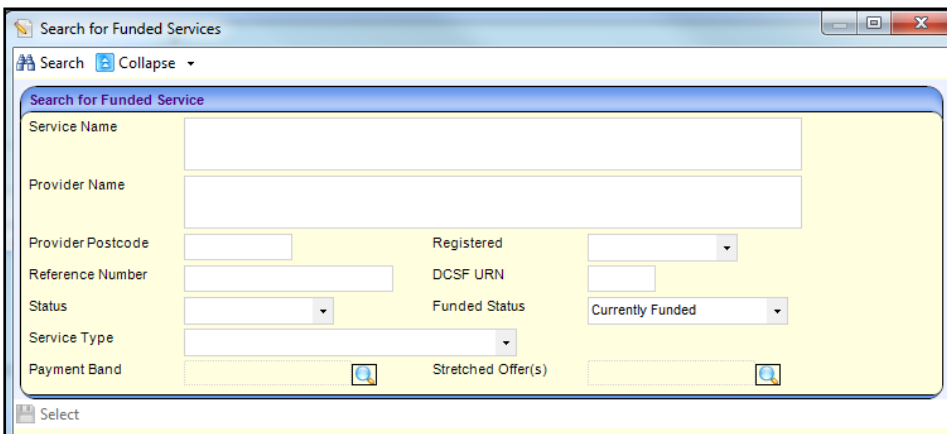 Search for Funded Services
Search Collapse
Search for Funded Service
Service Name
Provider Name
Provider Postcode Registered
Reference Number DCSF URN
Status Funded Status Currently Funded
Service Type
Payment Band Stretched Offer(s)
Select